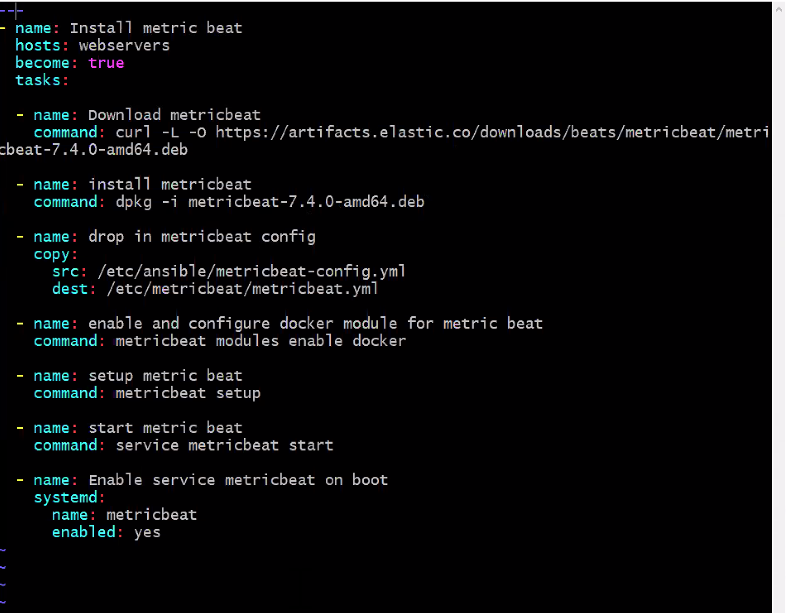 ---
- name: Install metric beat
  hosts: webservers
  become: true
  tasks:

  - name: Download metricbeat
    command: curl -L -O https://artifacts.elastic.co/downloads/beats/metricbeat/metri
cbeat-7.4.0-amd64.deb

  - name: install metricbeat
    command: dpkg -i metricbeat-7.4.0-amd64.deb

  - name: drop in metricbeat config
    copy:
      src: /etc/ansible/metricbeat-config.yml
      dest: /etc/metricbeat/metricbeat.yml

  - name: enable and configure docker module for metric beat
    command: metricbeat modules enable docker

  - name: setup metric beat
    command: metricbeat setup

  - name: start metric beat
    command: service metricbeat start

  - name: Enable service metricbeat on boot
    systemd:
      name: metricbeat
      enabled: yes
~
~
~
~